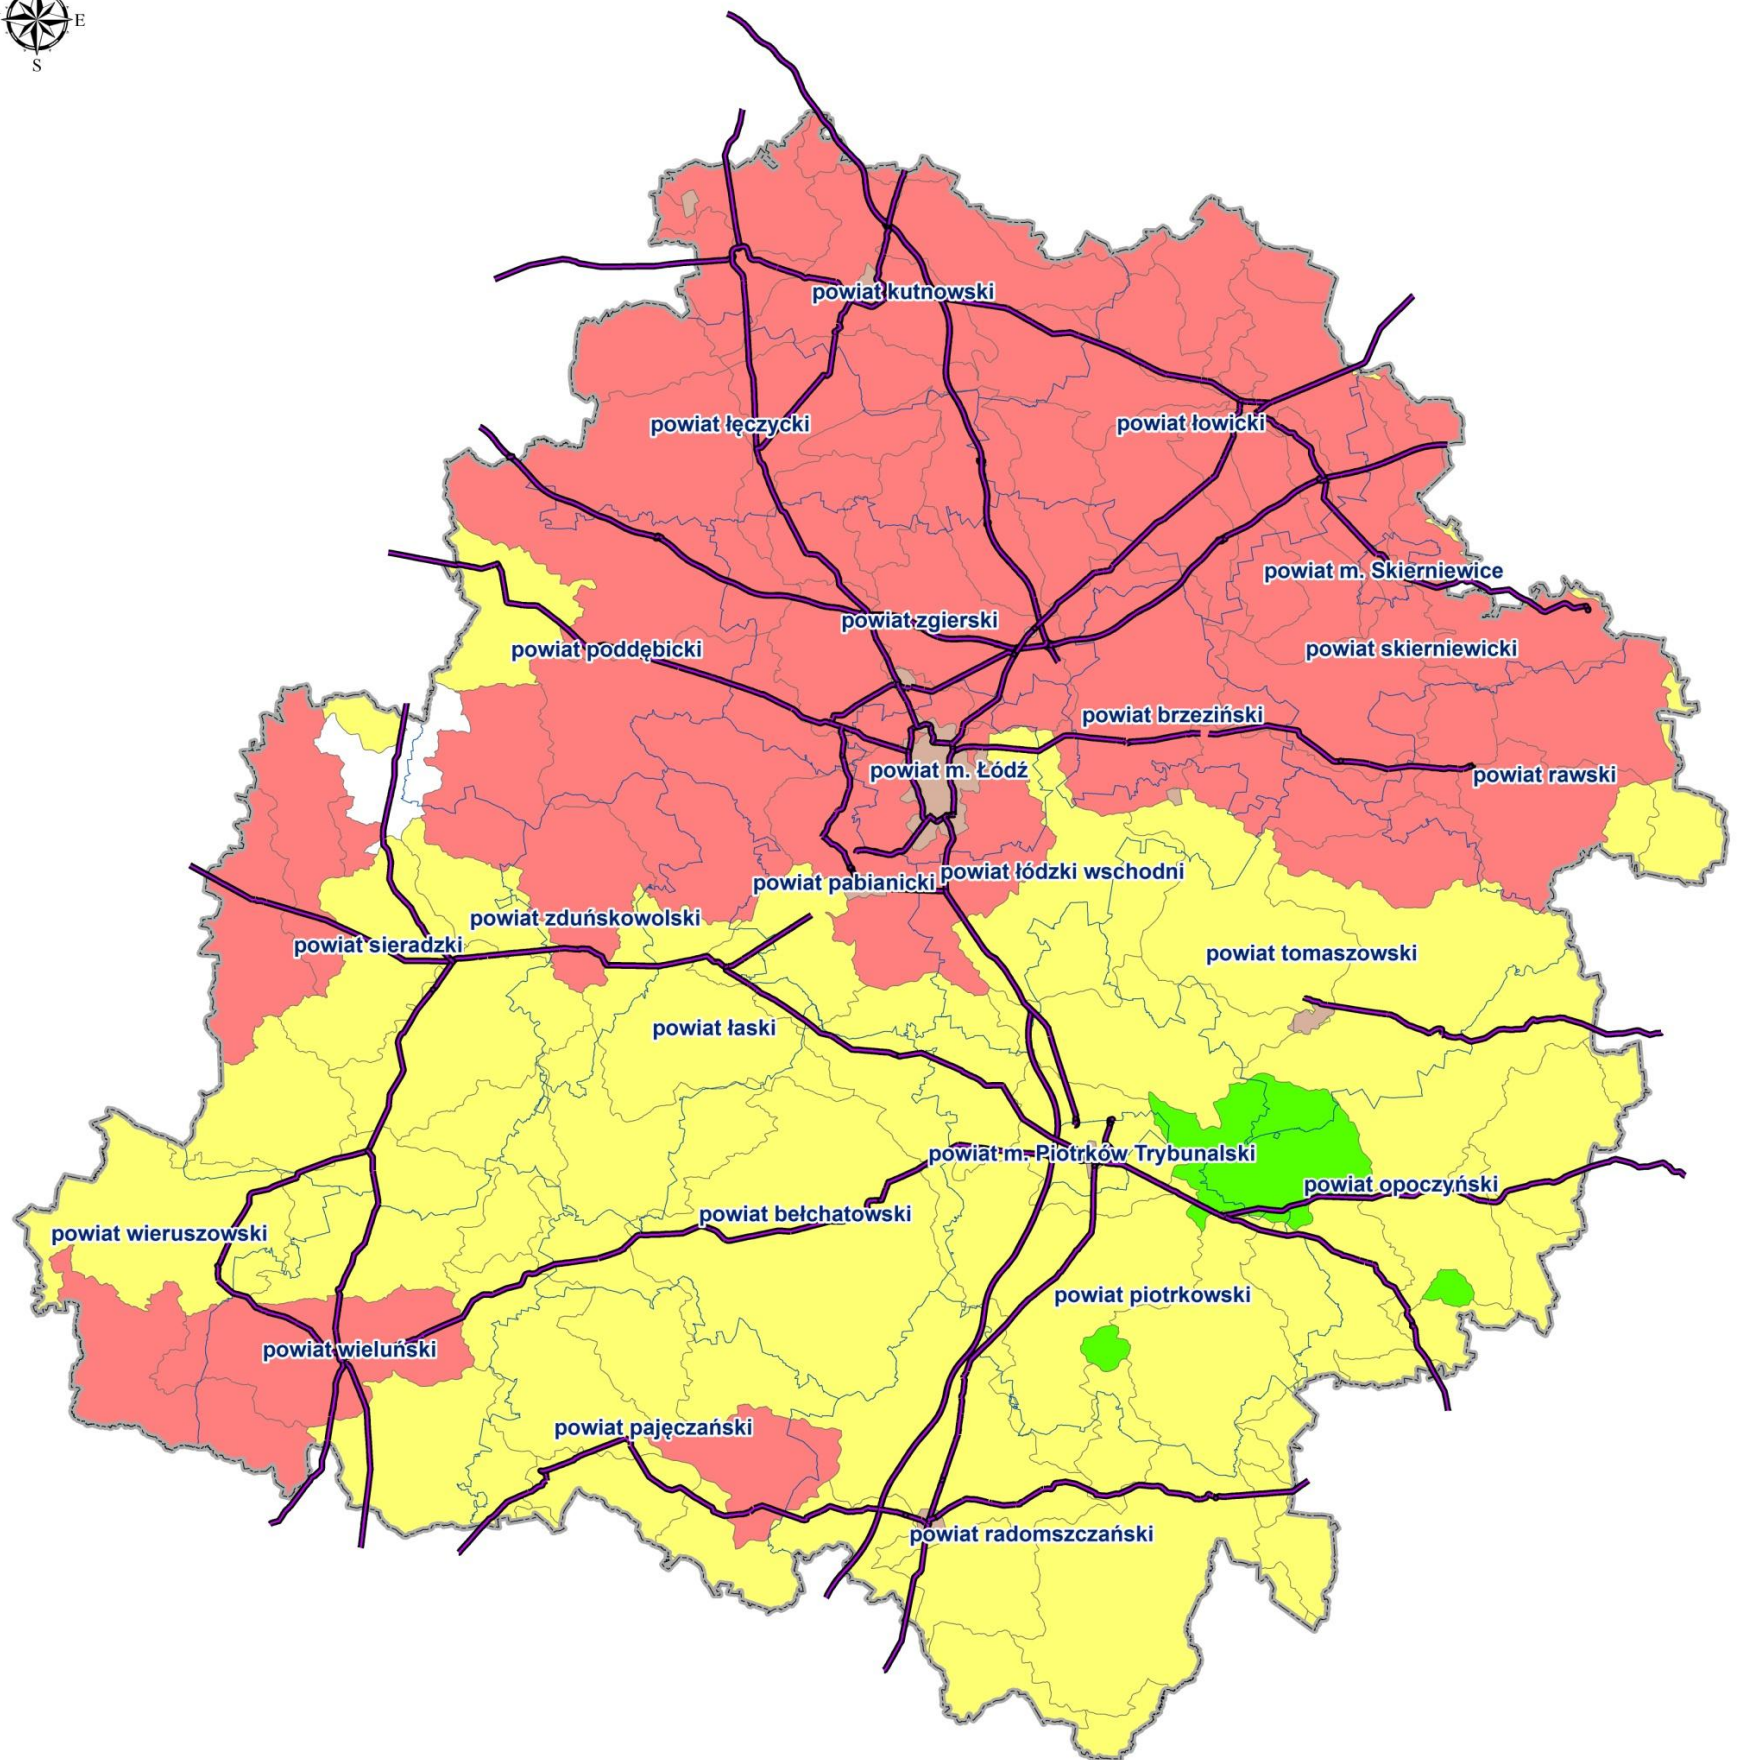 E
S
powiat kutnowski
powiat łęczycki
powiat łowicki
powiat m. Skierniewice
powiat zgierski
powiat poddębicki
powiat skierniewicki
powiat brzeziński
powiat m. Łódź
powiat rawski
powiat pabianicki
powiat łódzki wschodni
powiat zduńskowolski
powiat sieradzki
powiat tomaszowski
powiat łaski
powiat m. Piotrków Trybunalski
powiat opoczyński
powiat bełchatowski
powiat wieruszowski
powiat piotrkowski
powiat wieluński
powiat pajęczański
powiat radomszczański